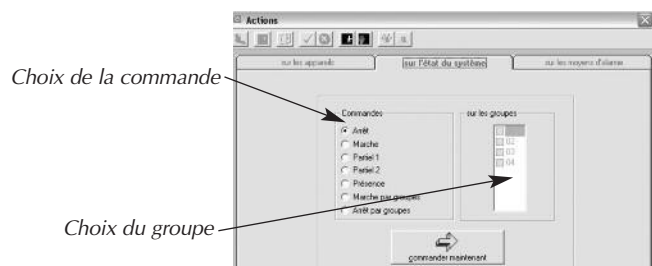 Actions
sur les appareils
sur l'état du système
sur les moyens d'alarme
Choix de la commande
Commandes
sur les groupes
Arrêt
Marche
Partiel 1
Partiel 2
Présence
Marche par groupes
Arrêt par groupes
02
03
04
Choix du groupe
commander maintenant